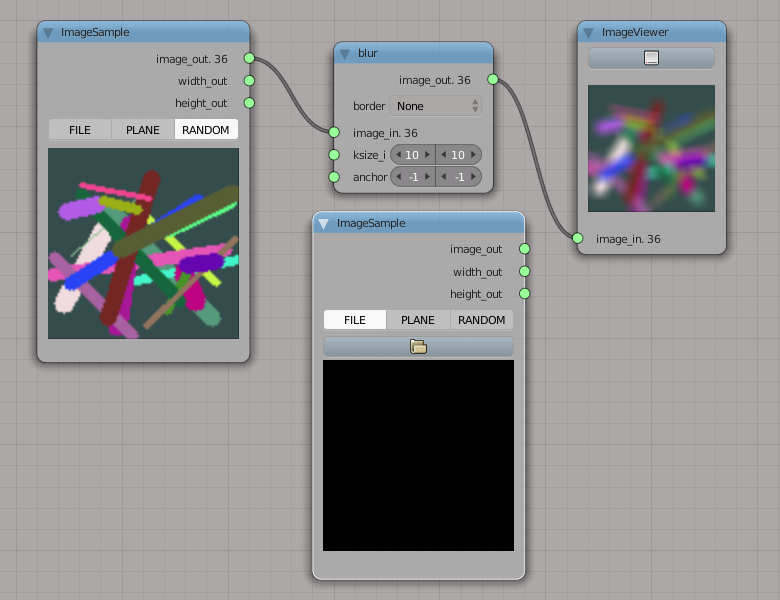 ImageSample
image_out. 36
width_out
height_out
FILE PLANE RANDOM
blur
image_out. 36
border None
image_in. 36
ksize_i 10 10
anchor -1 -1
ImageViewer
image_in. 36
ImageSample
image_out
width_out
height_out
FILE PLANE RANDOM